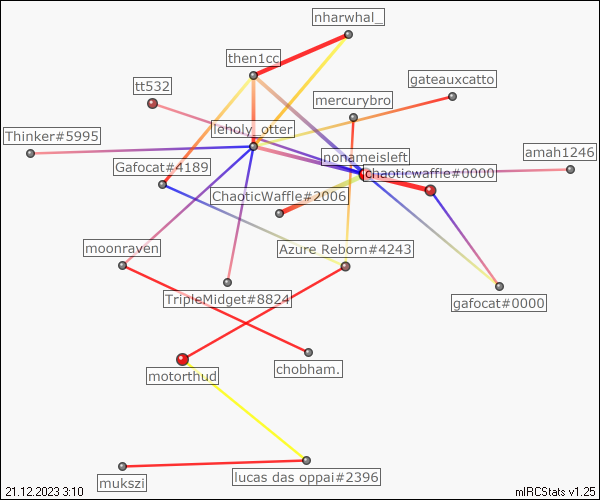 nharwhal_
then1cc
gateauxcatto
tt532
mercurybro
leholy_otter
Thinker#5995
amah1246
nonameisleft
Gafocat#4189
chaoticwaffle#0000
ChaoticWaffle#2006
moonraven
Azure Reborn#4243
TripleMidget#8824
gafocat#0000
chobham.
motorthud
lucas das oppai#2396
mukszi
21.12.2023 3:10
mIRCStats v1.25